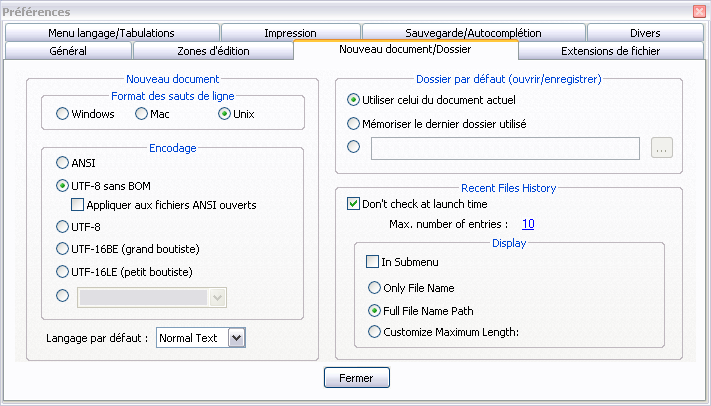 Préférences
Menu langage/Tabulations
Impression
Sauvegarde/Autocomplétion
Divers
Général
Zones d'édition
Nouveau document/Dossier
Extensions de fichier
Nouveau document
Format des sauts de ligne
Windows
Mac
Unix
Encodage
ANSI
UTF-8 sans BOM
Appliquer aux fichiers ANSI ouverts
UTF-8
UTF-16BE (grand boutiste)
UTF-16LE (petit boutiste)
Langage par défaut :
Normal Text
Dossier par défaut (ouvrir/enregistrer)
Utiliser celui du document actuel
Mémoriser le dernier dossier utilisé
...
Recent Files History
Don't check at launch time
Max. number of entries : 10
Display
In Submenu
Only File Name
Full File Name Path
Customize Maximum Length:
Fermer